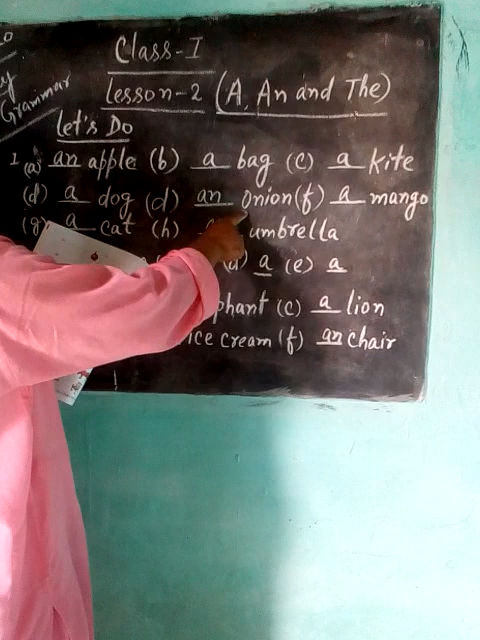 Class-I
Grammar
Lesson-2 (A, An and The)
Let's Do
1 (a) an apple (b) a bag (c) a kite
(d) a dog (d) an onion (f) a mango
(g) a cat (h) umbrella
(d) a (e) a
phant (c) a lion
ice cream (f) an chair